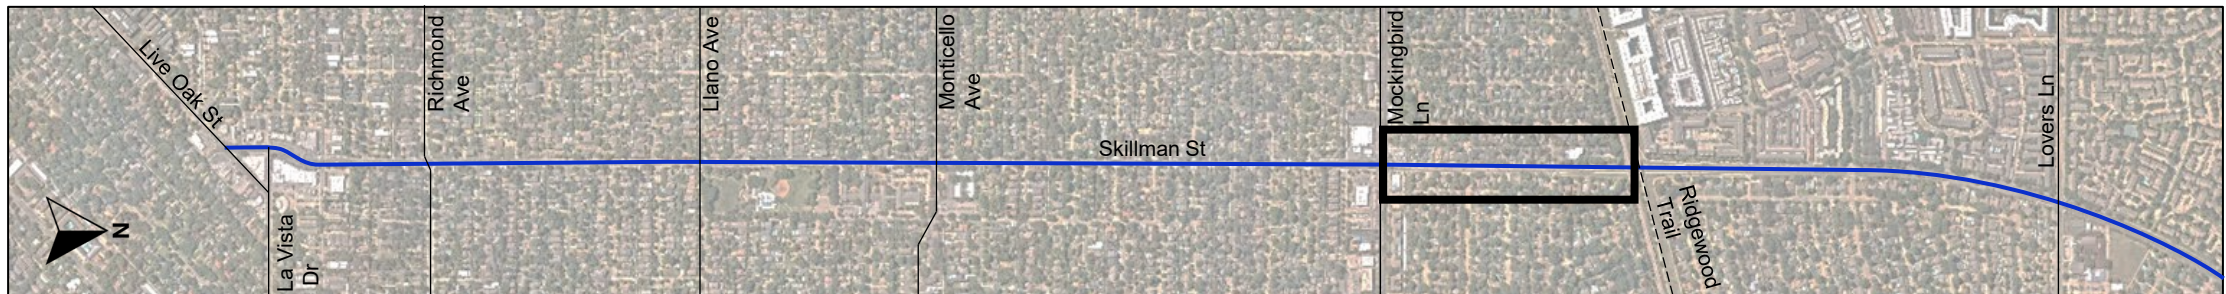 Live Oak St
La Vista
Dr
Richmond
Ave
Llano Ave
Monticello
Ave
Skillman St
Mockingbird
Ln
Ridgewood
Trail
Lovers Ln
N